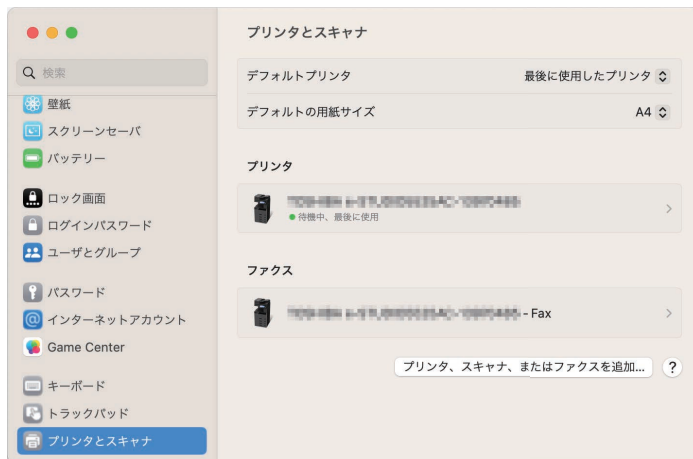 プリンタとスキャナ
検索
壁紙
スクリーンセーバ
バッテリー
ロック画面
ログインパスワード
ユーザとグループ
パスワード
インターネットアカウント
Game Center
キーボード
トラックパッド
プリンタとスキャナ
デフォルトプリンタ
最後に使用したプリンタ
デフォルトの用紙サイズ
A4
プリンタ
待機中、最後に使用
ファクス
- Fax
プリンタ、スキャナ、またはファクスを追加...
?